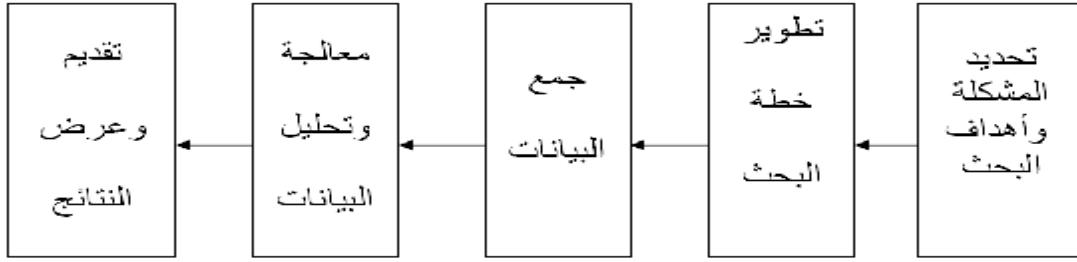 تحديد
المشكلة
وأهداف
البحث
تطوير
خطة
البحث
جمع
البيانات
معالجة
وتحليل
البيانات
تقديم
وعرض
النتائج